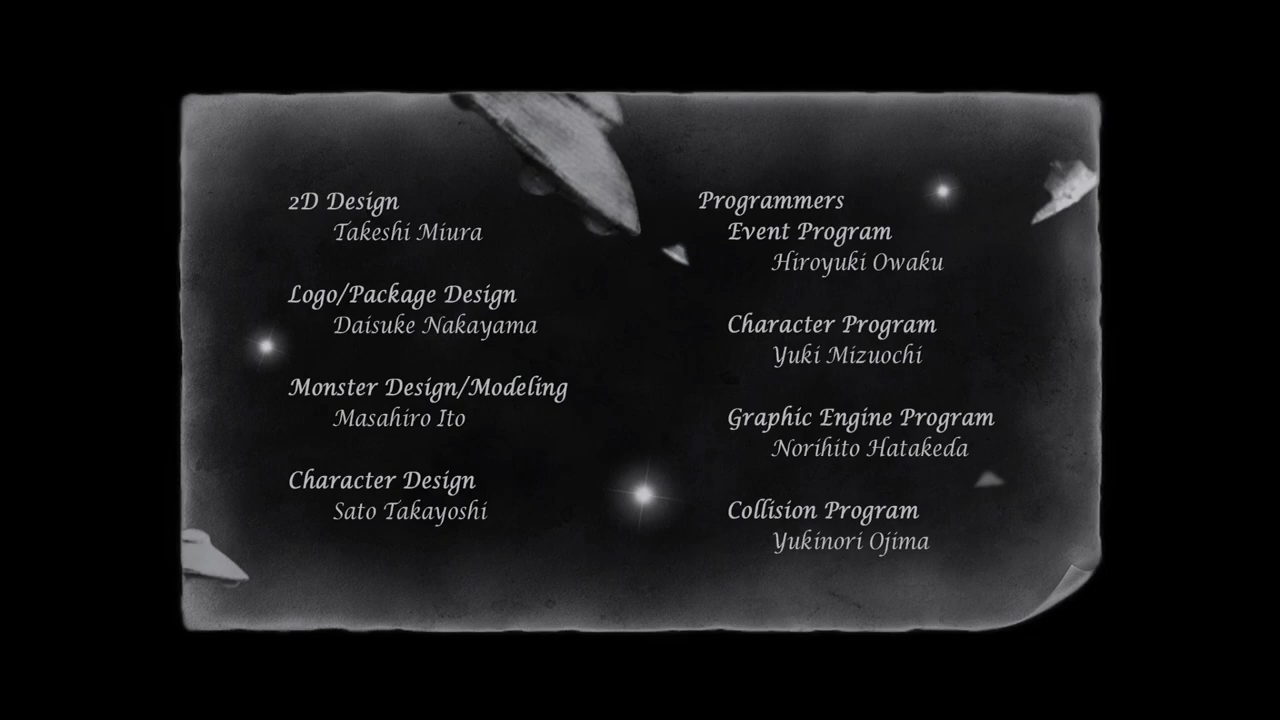 2D Design
Takeshi Miura
Logo/Package Design
Daisuke Nakayama
Monster Design/Modeling
Masahiro Ito
Character Design
Sato Takayoshi
Programmers
Event Program
Hiroyuki Owaku
Character Program
Yuki Mizuochi
Graphic Engine Program
Norihito Hatakeda
Collision Program
Yukinori Ojima